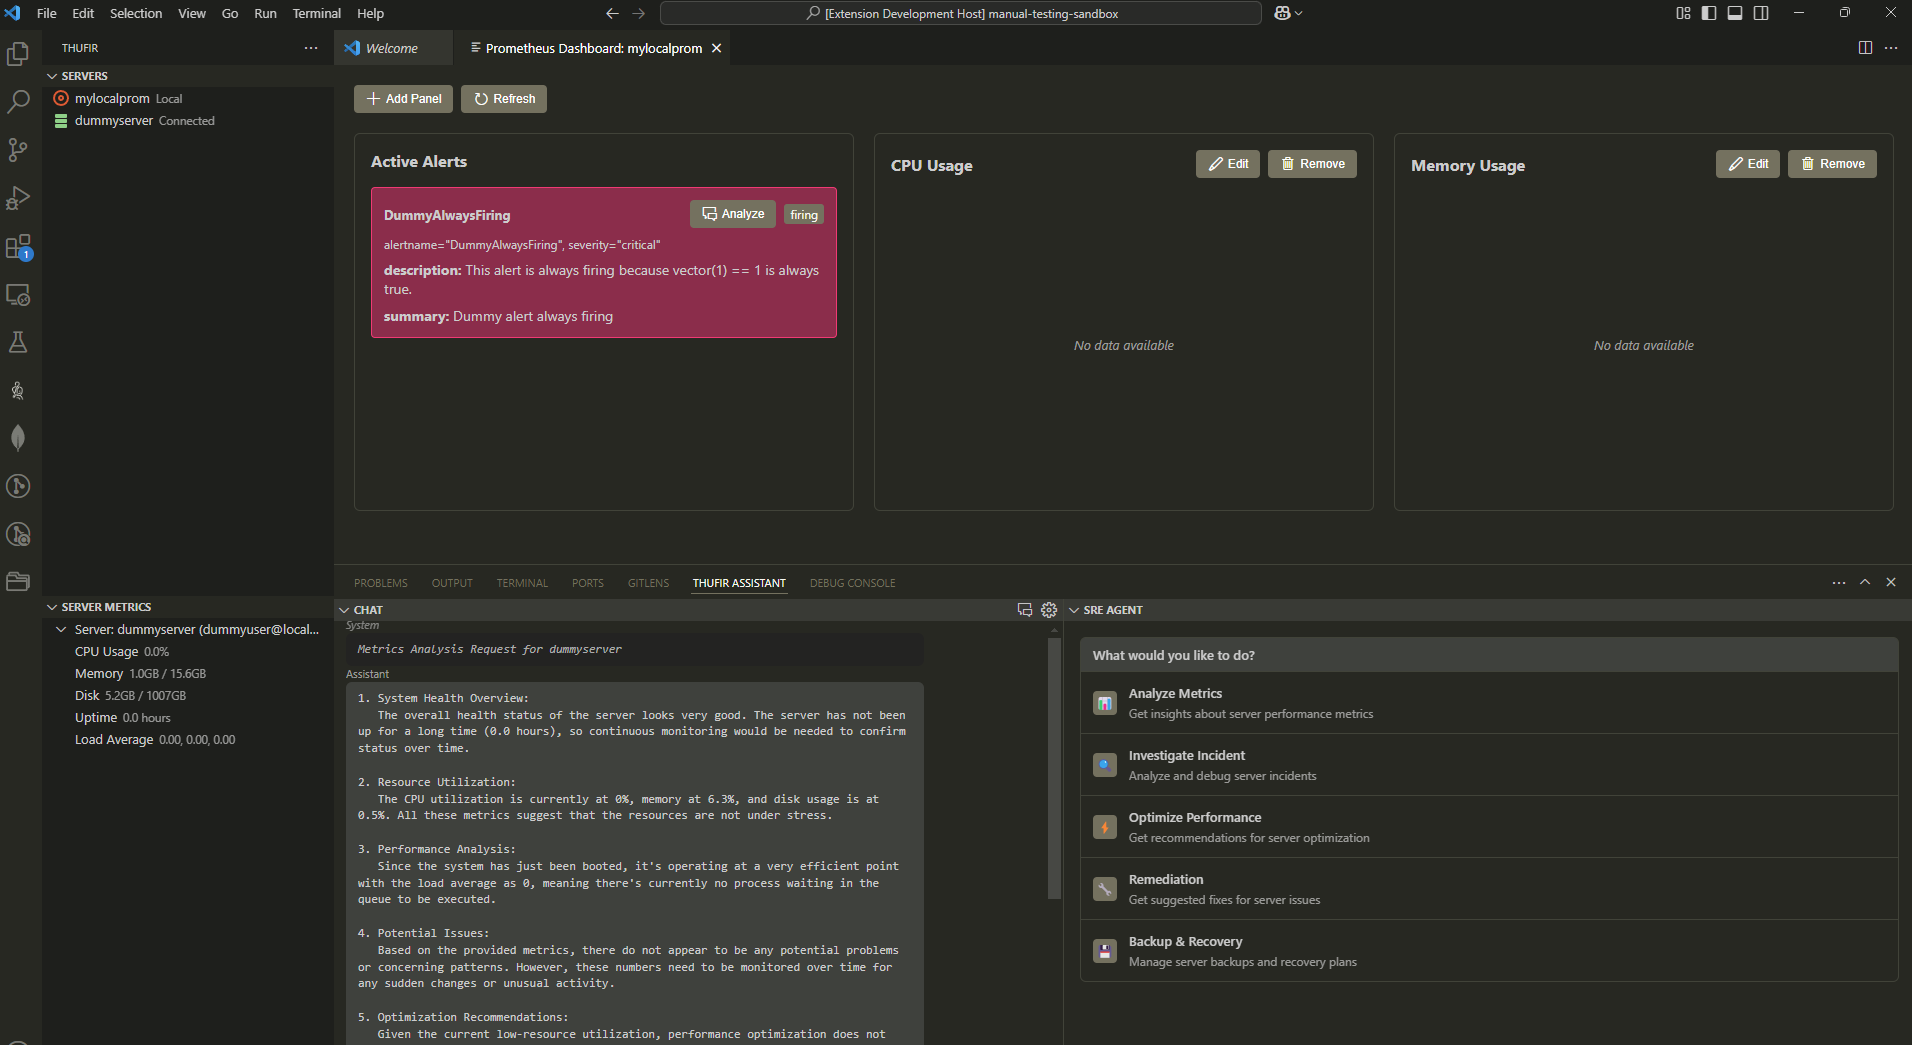 File Edit Selection View Go Run Terminal Help
[Extension Development Host] manual-testing-sandbox
THUFIR
Welcome
Prometheus Dashboard: mylocalprom
SERVERS
mylocalprom Local
dummyserver Connected
1
Add Panel
Refresh
Active Alerts
DummyAlwaysFiring
Analyze
firing
alertname="DummyAlwaysFiring", severity="critical"
description: This alert is always firing because vector(1) == 1 is always
true.
summary: Dummy alert always firing
CPU Usage
Edit
Remove
No data available
Memory Usage
Edit
Remove
No data available
SERVER METRICS
Server: dummyserver (dummyuser@local...
CPU Usage 0.0%
Memory 1.0GB / 15.6GB
Disk 5.2GB / 1007GB
Uptime 0.0 hours
Load Average 0.00, 0.00, 0.00
PROBLEMS OUTPUT TERMINAL PORTS GITLENS THUFIR ASSISTANT DEBUG CONSOLE
CHAT
System
Metrics Analysis Request for dummyserver
Assistant
1. System Health Overview:
The overall health status of the server looks very good. The server has not been
up for a long time (0.0 hours), so continuous monitoring would be needed to confirm
status over time.
2. Resource Utilization:
The CPU utilization is currently at 0%, memory at 6.3%, and disk usage is at
0.5%. All these metrics suggest that the resources are not under stress.
3. Performance Analysis:
Since the system has just been booted, it's operating at a very efficient point
with the load average as 0, meaning there's currently no process waiting in the
queue to be executed.
4. Potential Issues:
Based on the provided metrics, there do not appear to be any potential problems
or concerning patterns. However, these numbers need to be monitored over time for
any sudden changes or unusual activity.
5. Optimization Recommendations:
Given the current low-resource utilization, performance optimization does not
SRE AGENT
What would you like to do?
Analyze Metrics
Get insights about server performance metrics
Investigate Incident
Analyze and debug server incidents
Optimize Performance
Get recommendations for server optimization
Remediation
Get suggested fixes for server issues
Backup & Recovery
Manage server backups and recovery plans